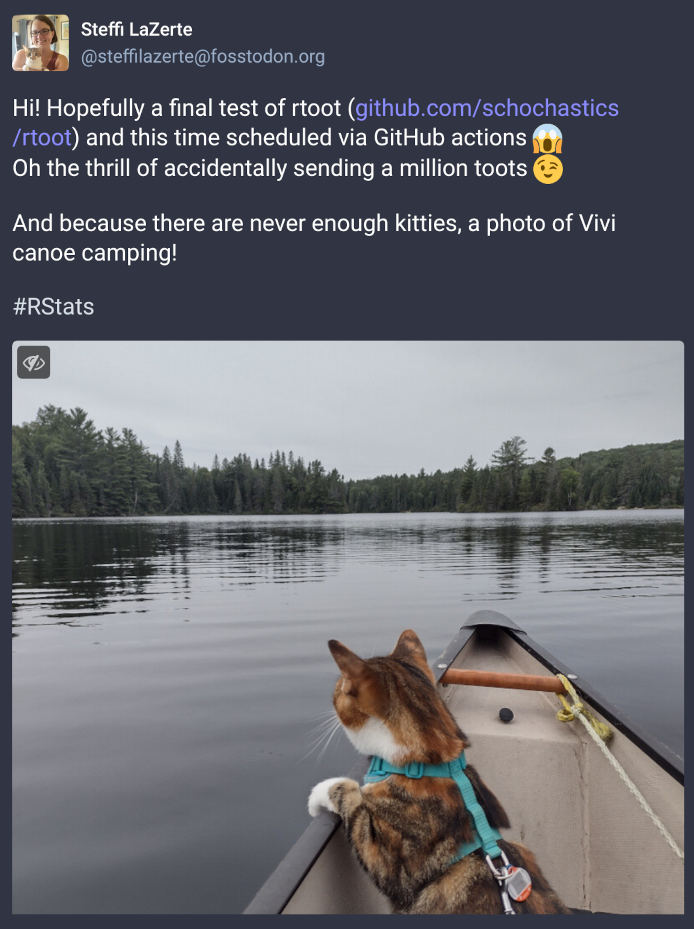 Steffi LaZerte
@steffilazerte@fosstodon.org
Hi! Hopefully a final test of rtoot (github.com/schochastics
/rtoot) and this time scheduled via GitHub actions 😱
Oh the thrill of accidentally sending a million toots 😉
And because there are never enough kitties, a photo of Vivi
canoe camping!
#RStats